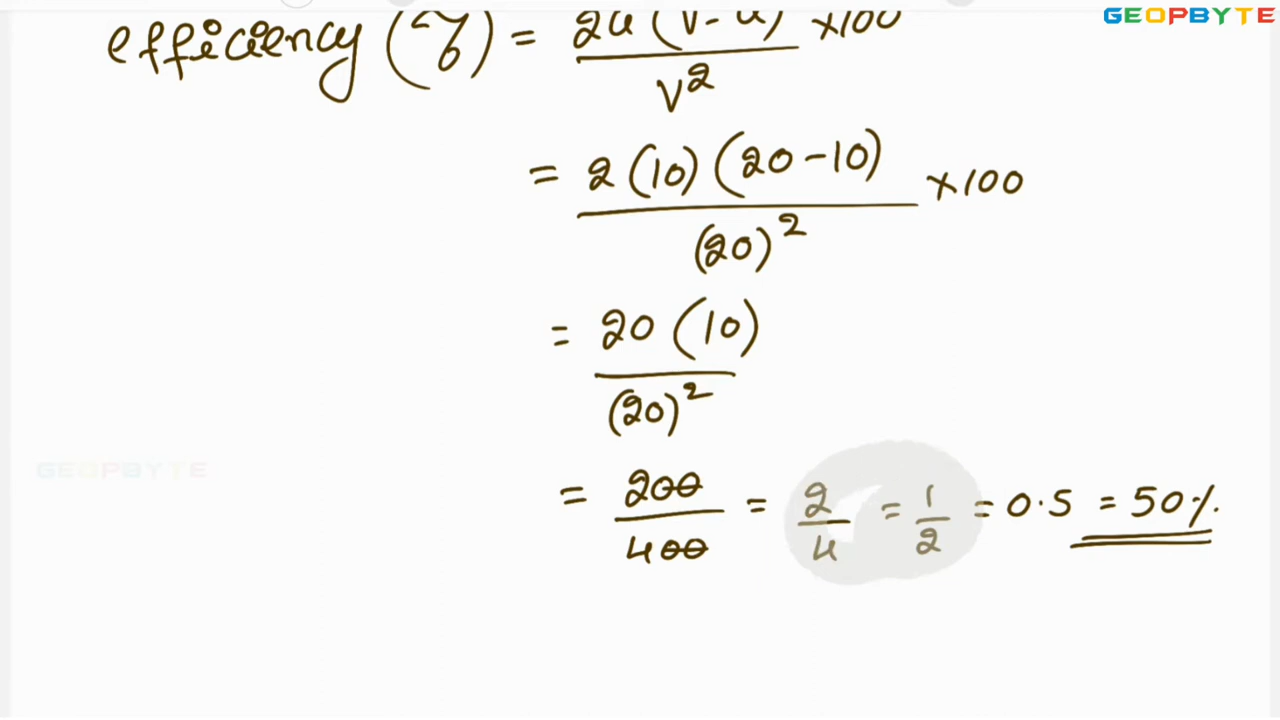 GEOPBYTE
efficiency (η) = 2u (V-u) ×100
V²
= 2 (10) (20-10) ×100
(20)²
= 20 (10)
(20)²
GEOPBYTE
= 200 = 2 = 1 = 0.5 = 50%
400 4 2